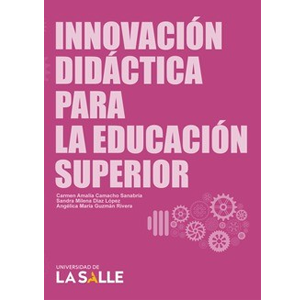 INNOVACIÓN
DIDÁCTICA
PARA
LA EDUCACIÓN
SUPERIOR
Carmen Amalia Camacho Sanabria
Sandra Milena Díaz López
Angélica María Guzmán Rivera
UNIVERSIDAD DE
LA SALLE